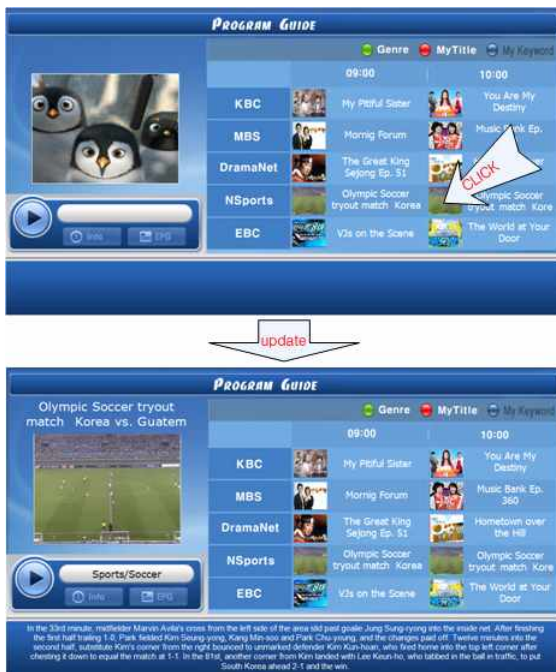 PROGRAM GUIDE
Genre MyTitle My Keyword
09:00 10:00
KBC My Pitiful Sister You Are My
Destiny
MBS Mornig Forum Music Bank Ep.
DramaNet The Great King
Sejong Ep. 51
CLICK
NSports Olympic Soccer
tryout match Korea Olympic Soccer
tryout match Kore
EBC VJs on the Scene The World at Your
Door
Info EPG
update
PROGRAM GUIDE
Olympic Soccer tryout
match Korea vs. Guatem
Genre MyTitle My Keyword
09:00 10:00
KBC My Pitiful Sister You Are My
Destiny
MBS Mornig Forum Music Bank Ep.
360
DramaNet The Great King
Sejong Ep. 51 Hometown over
the Hill
NSports Olympic Soccer
tryout match Korea Olympic Soccer
tryout match Kore
EBC VJs on the Scene The World at Your
Door
Sports/Soccer
Info EPG
In the 33rd minute, midfielder Marvin Avila's cross from the left side of the area slid past goalie Jung Sung-ryong into the inside net. After finishing
the first half trailing 1-0, Park fielded Kim Seung-yong, Kang Min-soo and Park Chu-young, and the changes paid off. Twelve minutes into the
second half, substitute Kim's corner from the right bounced to unmarked defender Kim Kun-hoan, who fired home into the top left corner after
chesting it down to equal the match at 1-1. In the 81st, another corner from Kim landed with Lee Keun-ho, who tabbed in the ball in traffic, to put
South Korea ahead 2-1 and the win.